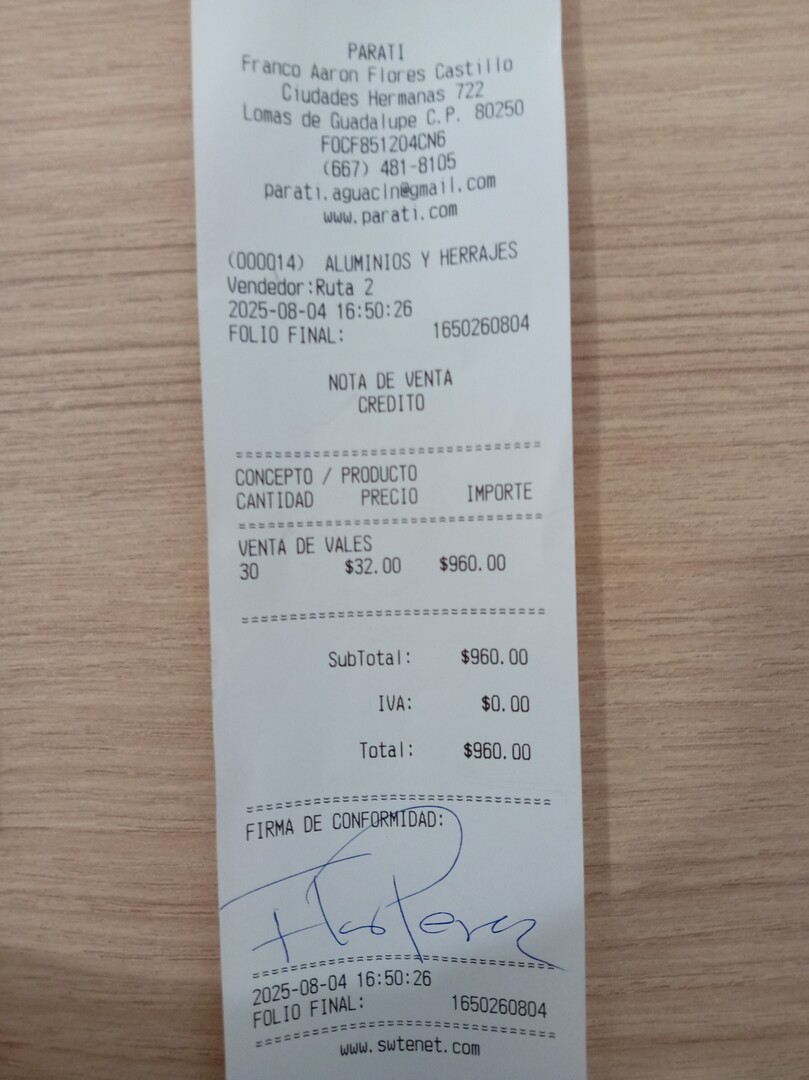 PARATI
Franco Aaron Flores Castillo
Ciudades Hermanas 722
Lomas de Guadalupe C.P. 80250
FOCF851204CN6
(667) 481-8105
parati.aguacln@gmail.com
www.parati.com
(000014) ALUMINIOS Y HERRAJES
Vendedor:Ruta 2
2025-08-04 16:50:26
FOLIO FINAL: 1650260804
NOTA DE VENTA
CREDITO
CONCEPTO / PRODUCTO
CANTIDAD PRECIO IMPORTE
VENTA DE VALES
30 $32.00 $960.00
SubTotal: $960.00
IVA: $0.00
Total: $960.00
FIRMA DE CONFORMIDAD:
2025-08-04 16:50:26
FOLIO FINAL: 1650260804
www.swtenet.com